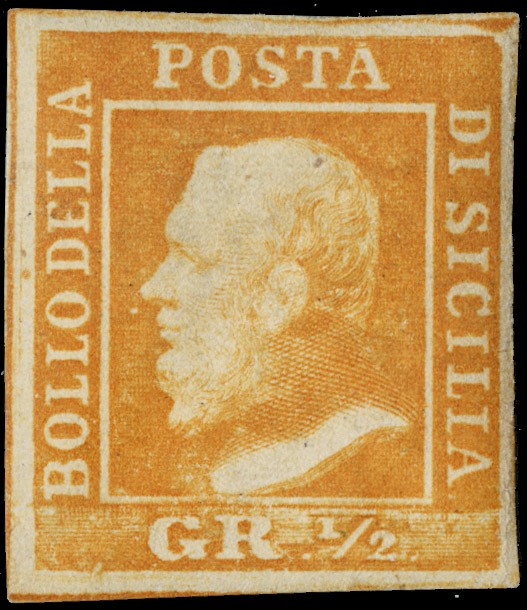 BOLLO DELLA
POSTA
DI SICILIA
GR. 1/2.